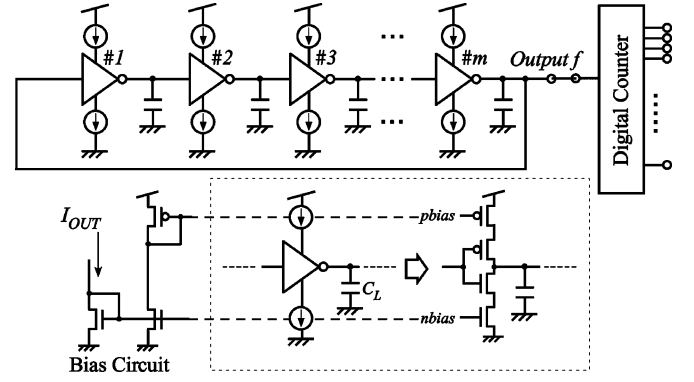 #1
#2
#3
#m
Output f
Digital Counter
I_OUT
pbias
C_L
nbias
Bias Circuit